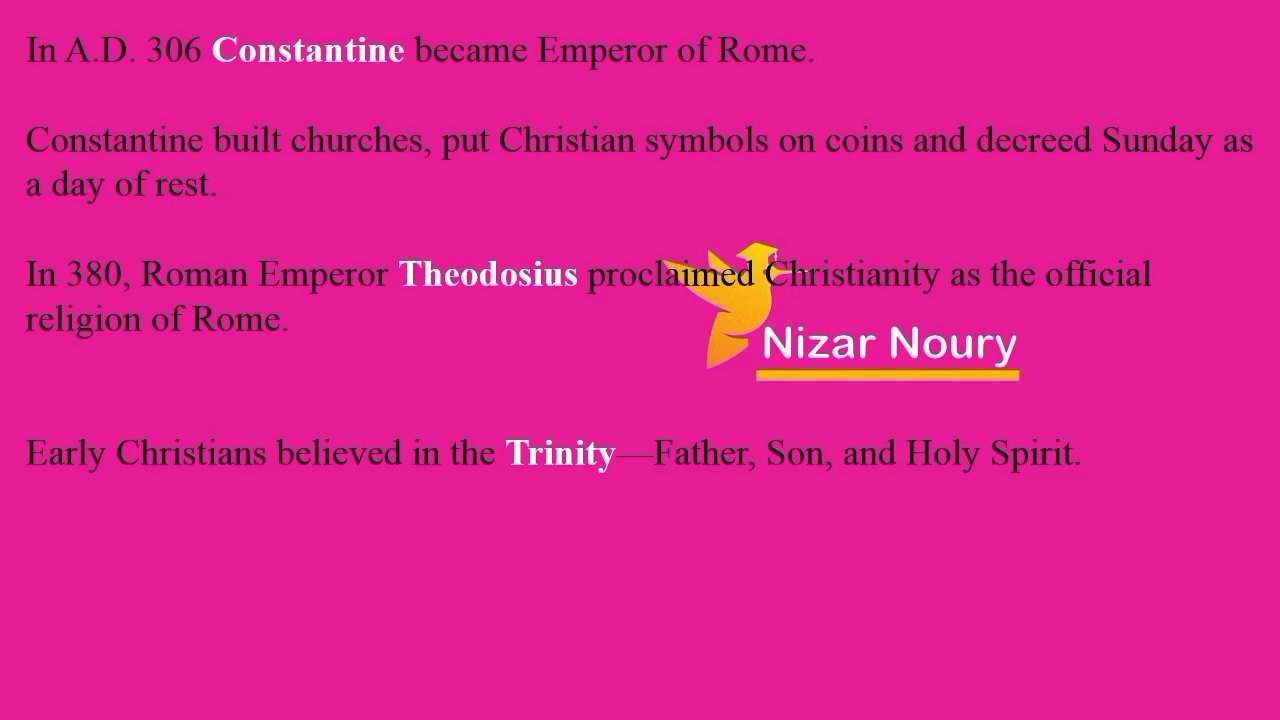 In A.D. 306 Constantine became Emperor of Rome.
Constantine built churches, put Christian symbols on coins and decreed Sunday as
a day of rest.
In 380, Roman Emperor Theodosius proclaimed Christianity as the official
religion of Rome.
Nizar Noury
Early Christians believed in the Trinity—Father, Son, and Holy Spirit.